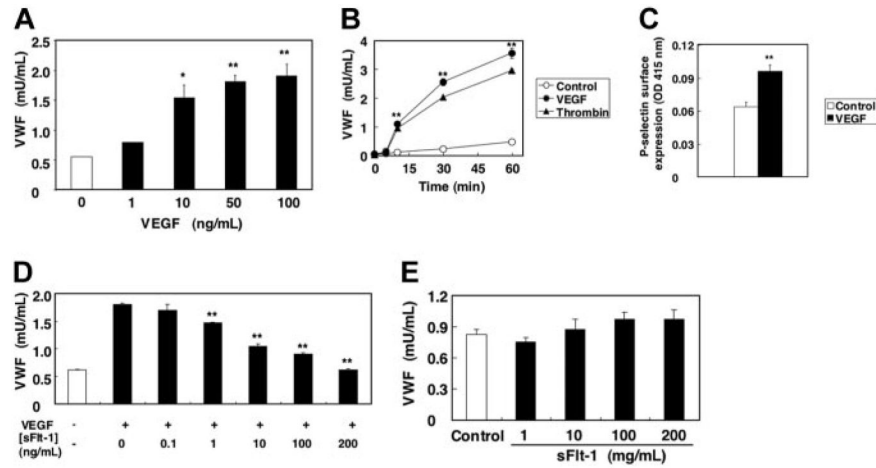 A
VWF (mU/mL)
2.5
2.0
1.5
1.0
0.5
0
*
**
**
0 1 10 50 100
VEGF (ng/mL)
B
VWF (mU/mL)
4
3
2
1
0
**
**
**
0 15 30 45 60
Time (min)
Control
VEGF
Thrombin
C
P-selectin surface
expression (OD 415 nm)
0.12
0.09
0.06
0.03
0
**
Control
VEGF
D
VWF (mU/mL)
2.0
1.5
1.0
0.5
0
**
**
**
**
VEGF - + + + + + +
[sFlt-1]
(ng/mL) - 0 0.1 1 10 100 200
E
VWF (mU/mL)
1.2
0.9
0.6
0.3
0
Control 1 10 100 200
sFlt-1 (mg/mL)